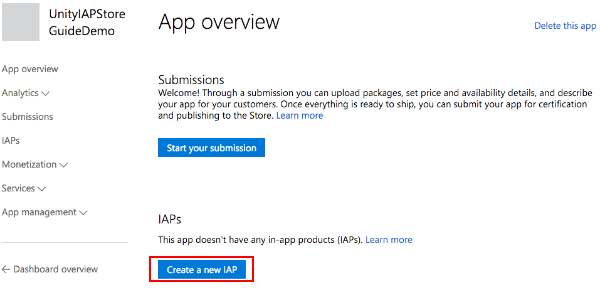 UnityIAPStore
GuideDemo
App overview
Analytics
Submissions
IAPs
Monetization
Services
App management
Dashboard overview
App overview
Delete this app
Submissions
Welcome! Through a submission you can upload packages, set price and availability details, and describe
your app for your customers. Once everything is ready to ship, you can submit your app for certification
and publishing to the Store. Learn more
Start your submission
IAPs
This app doesn't have any in-app products (IAPs). Learn more
Create a new IAP